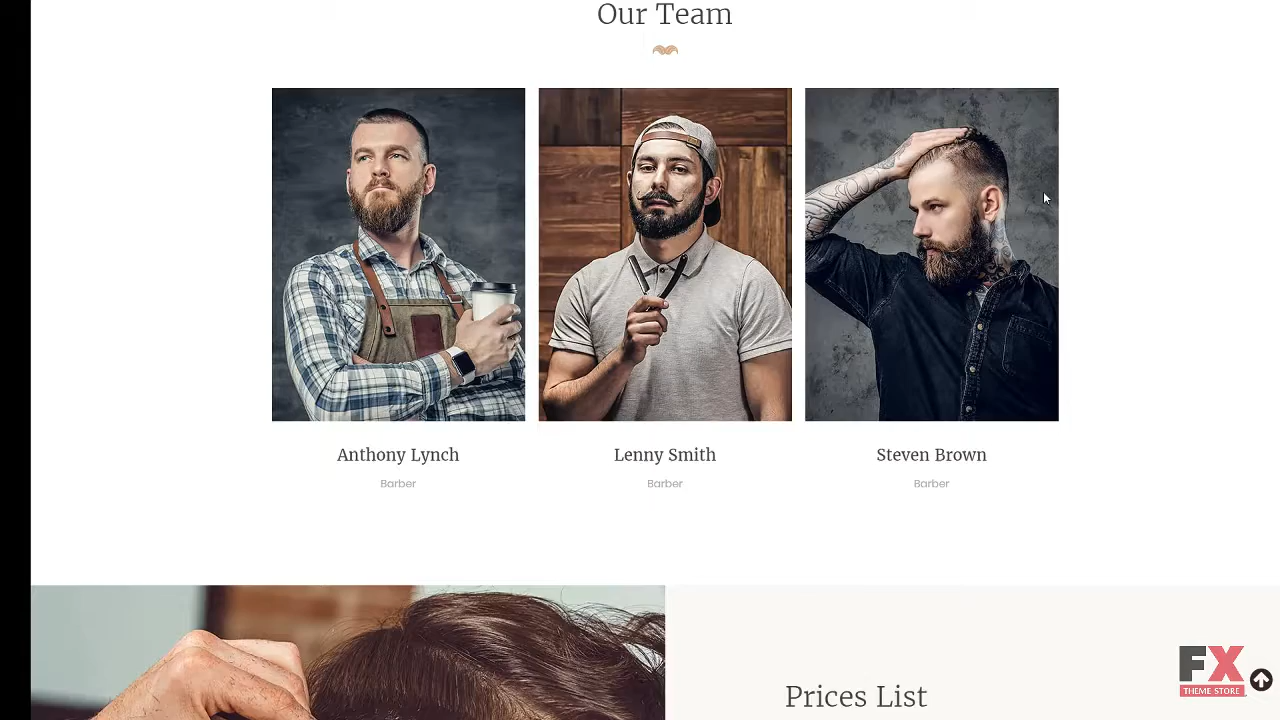 Our Team
Anthony Lynch
Lenny Smith
Steven Brown
Barber
Barber
Barber
Prices List
FX
THEME STORE